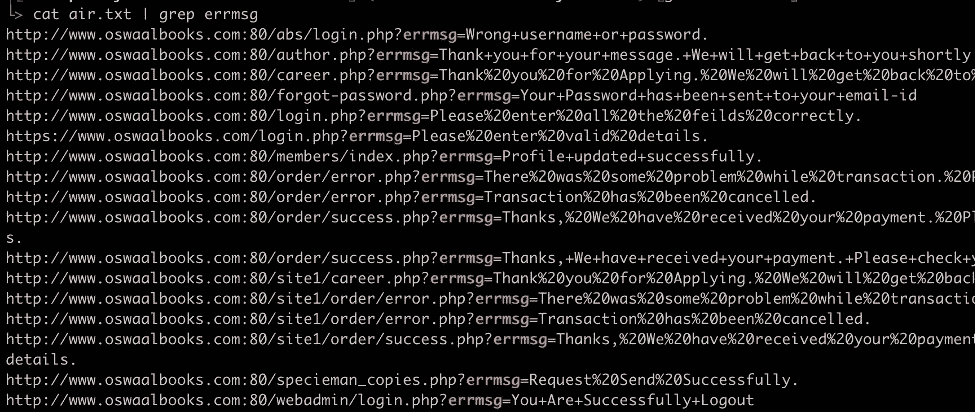 cat air.txt | grep errmsg
http://www.oswaalbooks.com:80/abs/login.php?errmsg=Wrong+username+or+password.
http://www.oswaalbooks.com:80/author.php?errmsg=Thank+you+for+your+message.+We+will+get+back+to+you+shortly
http://www.oswaalbooks.com:80/career.php?errmsg=Thank%20you%20for%20Applying.%20We%20will%20get%20back%20to%
http://www.oswaalbooks.com:80/forgot-password.php?errmsg=Your+Password+has+been+sent+to+your+email-id
http://www.oswaalbooks.com:80/login.php?errmsg=Please%20enter%20all%20the%20feilds%20correctly.
https://www.oswaalbooks.com/login.php?errmsg=Please%20enter%20valid%20details.
http://www.oswaalbooks.com:80/members/index.php?errmsg=Profile+updated+successfully.
http://www.oswaalbooks.com:80/order/error.php?errmsg=There%20was%20some%20problem%20while%20transaction.%20P
http://www.oswaalbooks.com:80/order/error.php?errmsg=Transaction%20has%20been%20cancelled.
http://www.oswaalbooks.com:80/order/success.php?errmsg=Thanks,%20We%20have%20received%20your%20payment.%20Pl
s.
http://www.oswaalbooks.com:80/order/success.php?errmsg=Thanks,+We+have+received+your+payment.+Please+check+y
http://www.oswaalbooks.com:80/site1/career.php?errmsg=Thank%20you%20for%20Applying.%20We%20will%20get%20back
http://www.oswaalbooks.com:80/site1/order/error.php?errmsg=There%20was%20some%20problem%20while%20transactio
http://www.oswaalbooks.com:80/site1/order/error.php?errmsg=Transaction%20has%20been%20cancelled.
http://www.oswaalbooks.com:80/site1/order/success.php?errmsg=Thanks,%20We%20have%20received%20your%20payment
details.
http://www.oswaalbooks.com:80/specieman_copies.php?errmsg=Request%20Send%20Successfully.
http://www.oswaalbooks.com:80/webadmin/login.php?errmsg=You+Are+Successfully+Logout